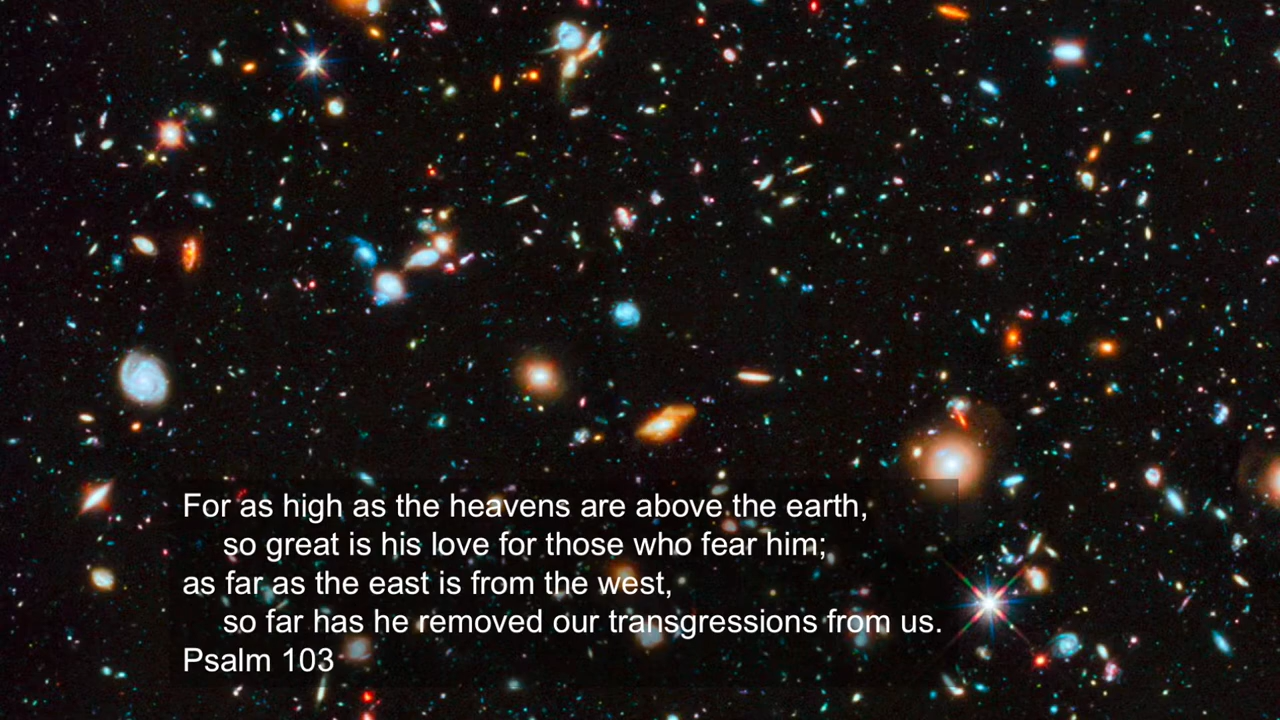 For as high as the heavens are above the earth,
so great is his love for those who fear him;
as far as the east is from the west,
so far has he removed our transgressions from us.
Psalm 103